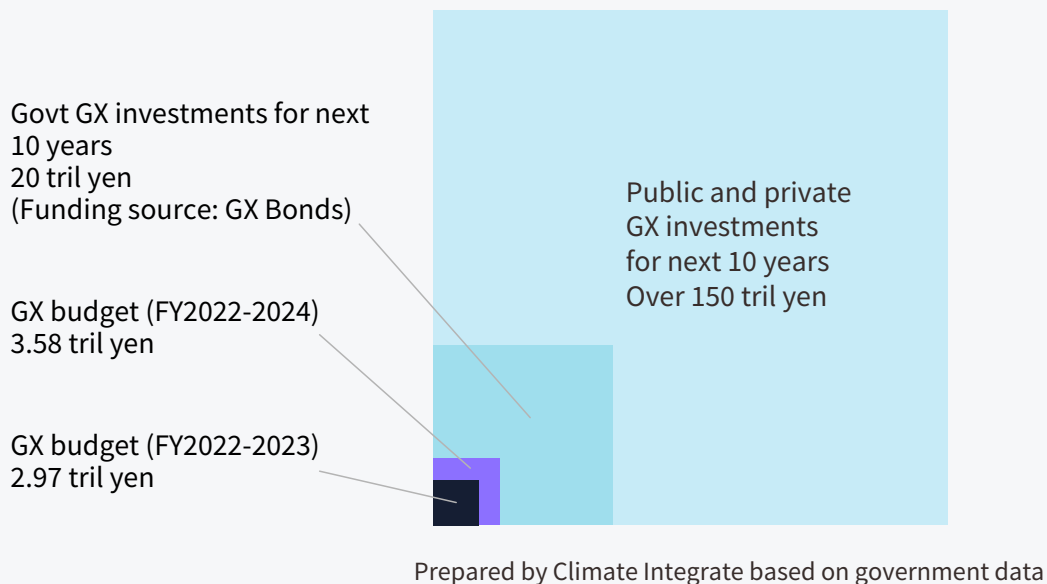 Govt GX investments for next
10 years
20 tril yen
(Funding source: GX Bonds)
Public and private
GX investments
for next 10 years
Over 150 tril yen
GX budget (FY2022-2024)
3.58 tril yen
GX budget (FY2022-2023)
2.97 tril yen
Prepared by Climate Integrate based on government data